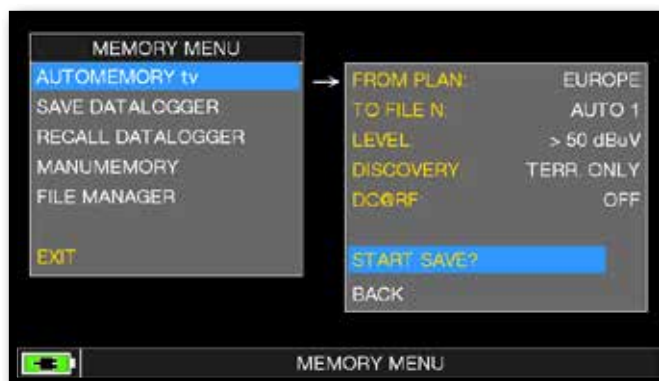 MEMORY MENU
AUTOMEMORY tv
SAVE DATALOGGER
RECALL DATALOGGER
MANUMEMORY
FILE MANAGER
EXIT
→
FROM PLAN: EUROPE
TO FILE N: AUTO 1
LEVEL > 50 dBuV
DISCOVERY TERR. ONLY
DC@RF OFF
START SAVE?
BACK
MEMORY MENU